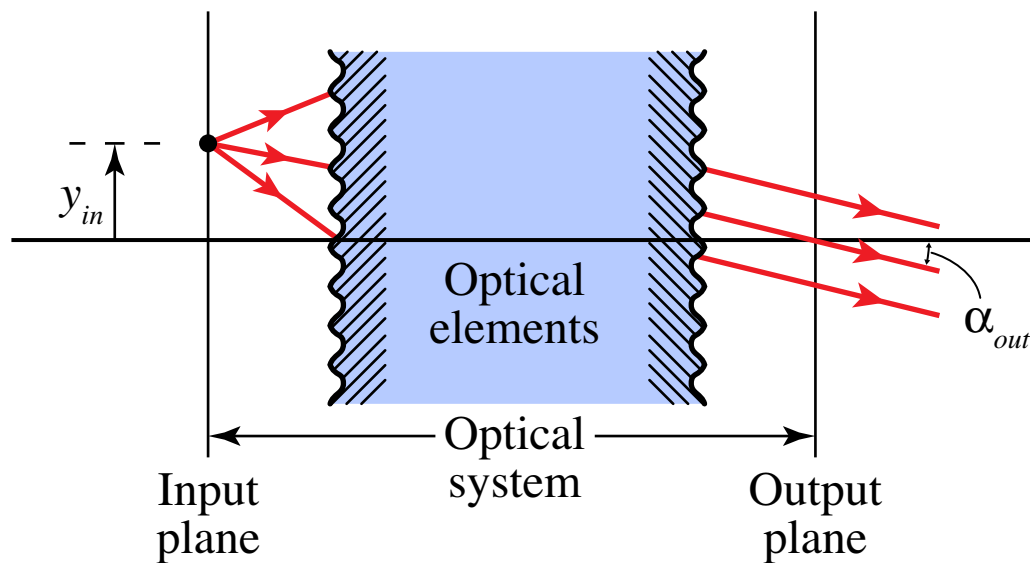 y_in
Optical
elements
α_out
Optical
system
Input
plane
Output
plane